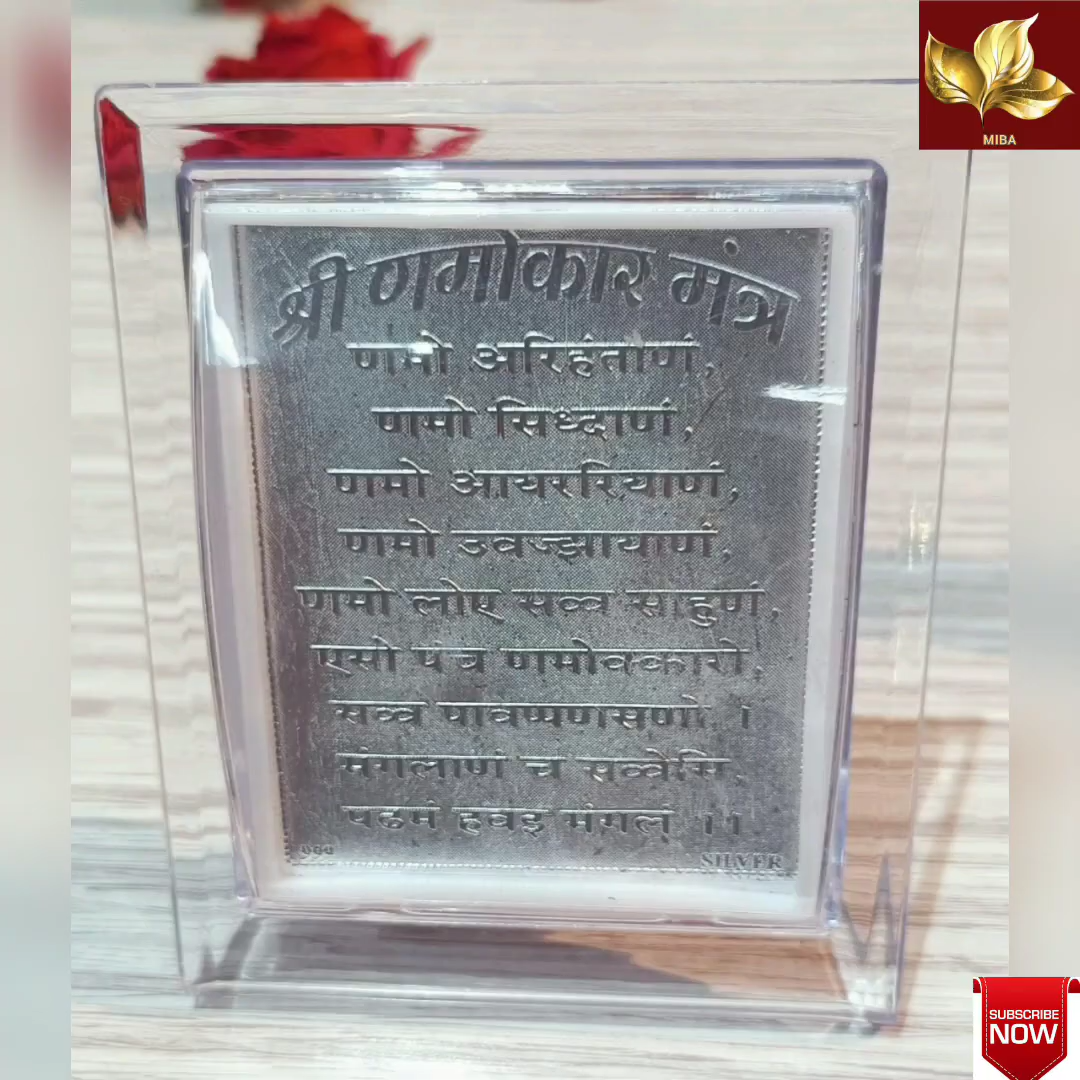 MIBA
श्री णमोकार मंत्र
णमो अरिहंताणं,
णमो सिध्दाणं,
णमो आयररियाणं,
णमो उवज्झायाणं,
णमो लोए सव्व साहुणं,
एसो पंच णमोक्कारो,
सव्व पावप्पणासणो ।
मंगलाणं च सव्वेसि,
पढमं हवइ मंगलं ।।
SILVER
SUBSCRIBE
NOW